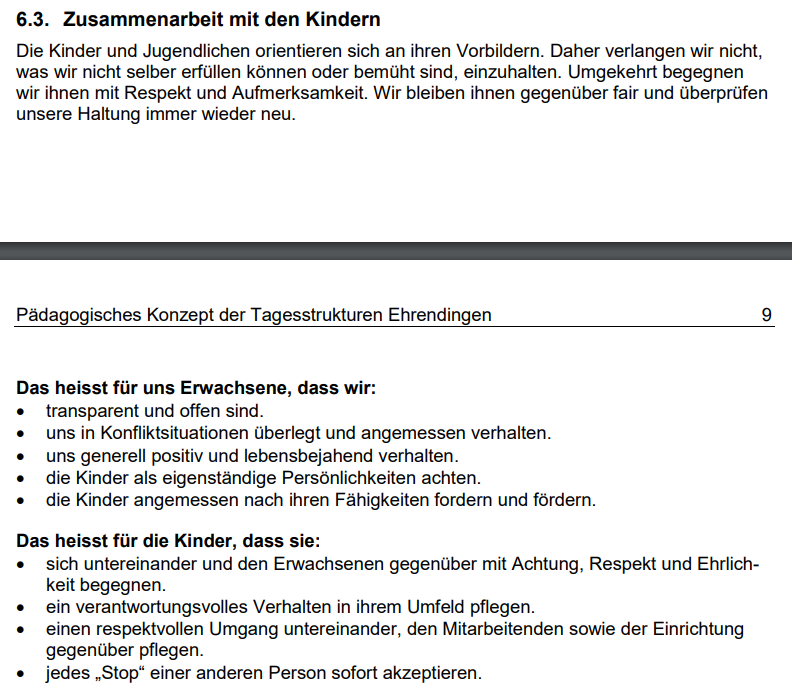 6.3. Zusammenarbeit mit den Kindern
Die Kinder und Jugendlichen orientieren sich an ihren Vorbildern. Daher verlangen wir nicht,
was wir nicht selber erfüllen können oder bemüht sind, einzuhalten. Umgekehrt begegnen
wir ihnen mit Respekt und Aufmerksamkeit. Wir bleiben ihnen gegenüber fair und überprüfen
unsere Haltung immer wieder neu.
Pädagogisches Konzept der Tagesstrukturen Ehrendingen 9
Das heisst für uns Erwachsene, dass wir:
• transparent und offen sind.
• uns in Konfliktsituationen überlegt und angemessen verhalten.
• uns generell positiv und lebensbejahend verhalten.
• die Kinder als eigenständige Persönlichkeiten achten.
• die Kinder angemessen nach ihren Fähigkeiten fordern und fördern.
Das heisst für die Kinder, dass sie:
• sich untereinander und den Erwachsenen gegenüber mit Achtung, Respekt und Ehrlich-
keit begegnen.
• ein verantwortungsvolles Verhalten in ihrem Umfeld pflegen.
• einen respektvollen Umgang untereinander, den Mitarbeitenden sowie der Einrichtung
gegenüber pflegen.
• jedes „Stop“ einer anderen Person sofort akzeptieren.